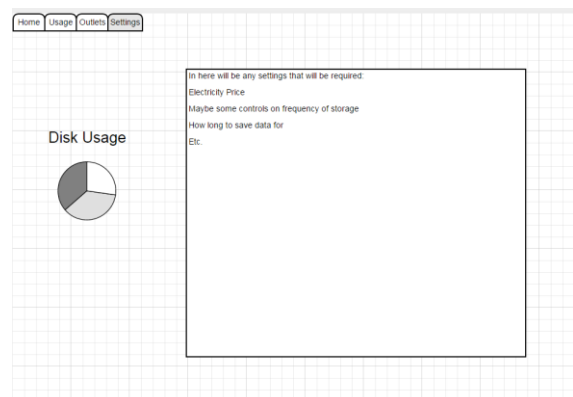 Home Usage Outlets Settings
In here will be any settings that will be required:
Electricity Price
Maybe some controls on frequency of storage
How long to save data for
Etc.
Disk Usage